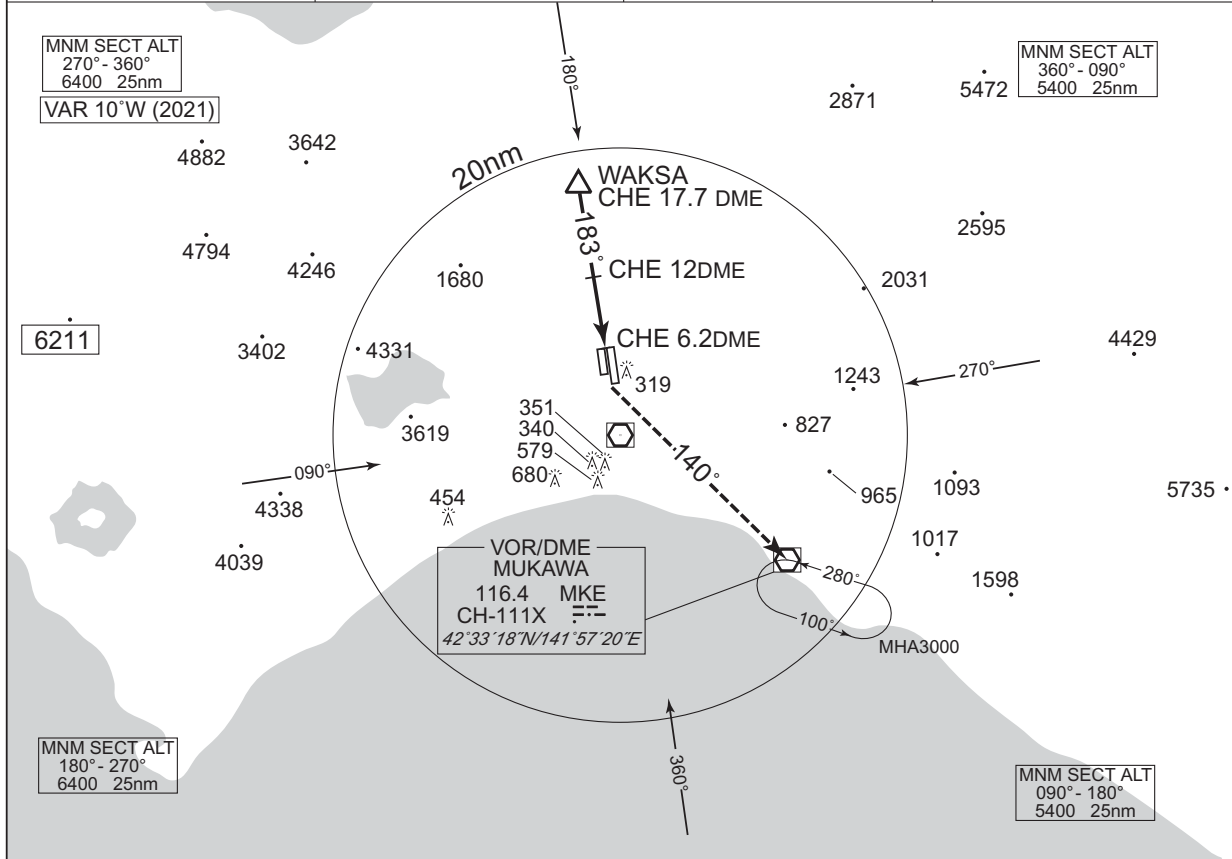 MNM SECT ALT
270°- 360°
6400 25nm
VAR 10°W (2021)
MNM SECT ALT
360°- 090°
5400 25nm
180°
2871
5472
4882
3642
20nm
WAKSA
CHE 17.7 DME
183°
2595
4794
4246
1680
CHE 12DME
2031
6211
3402
4331
CHE 6.2DME
319
4429
1243
270°
351
340
579
680
3619
827
140°
090°
965
1093
5735
4338
454
4039
1017
1598
VOR/DME
MUKAWA
116.4 MKE
CH-111X
42°33´18˝N/141°57´20˝E
280°
100°
MHA3000
360°
MNM SECT ALT
180°- 270°
6400 25nm
MNM SECT ALT
090°- 180°
5400 25nm